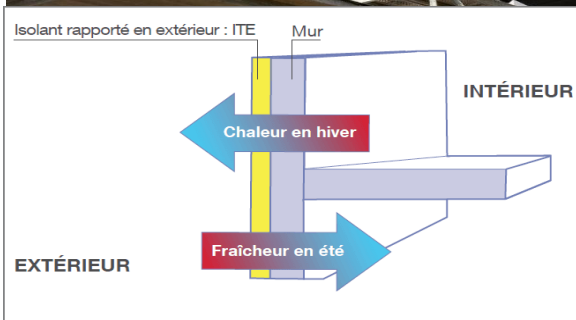 Isolant rapporté en extérieur : ITE
Mur
INTÉRIEUR
Chaleur en hiver
Fraîcheur en été
EXTÉRIEUR